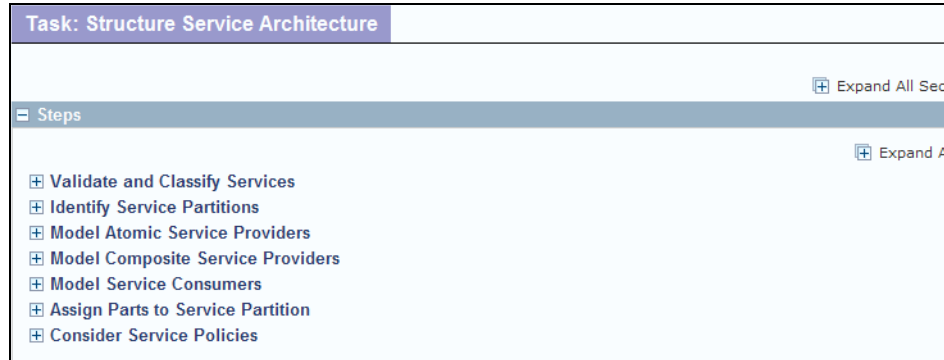 Task: Structure Service Architecture
Expand All Sec
Steps
Expand A
Validate and Classify Services
Identify Service Partitions
Model Atomic Service Providers
Model Composite Service Providers
Model Service Consumers
Assign Parts to Service Partition
Consider Service Policies